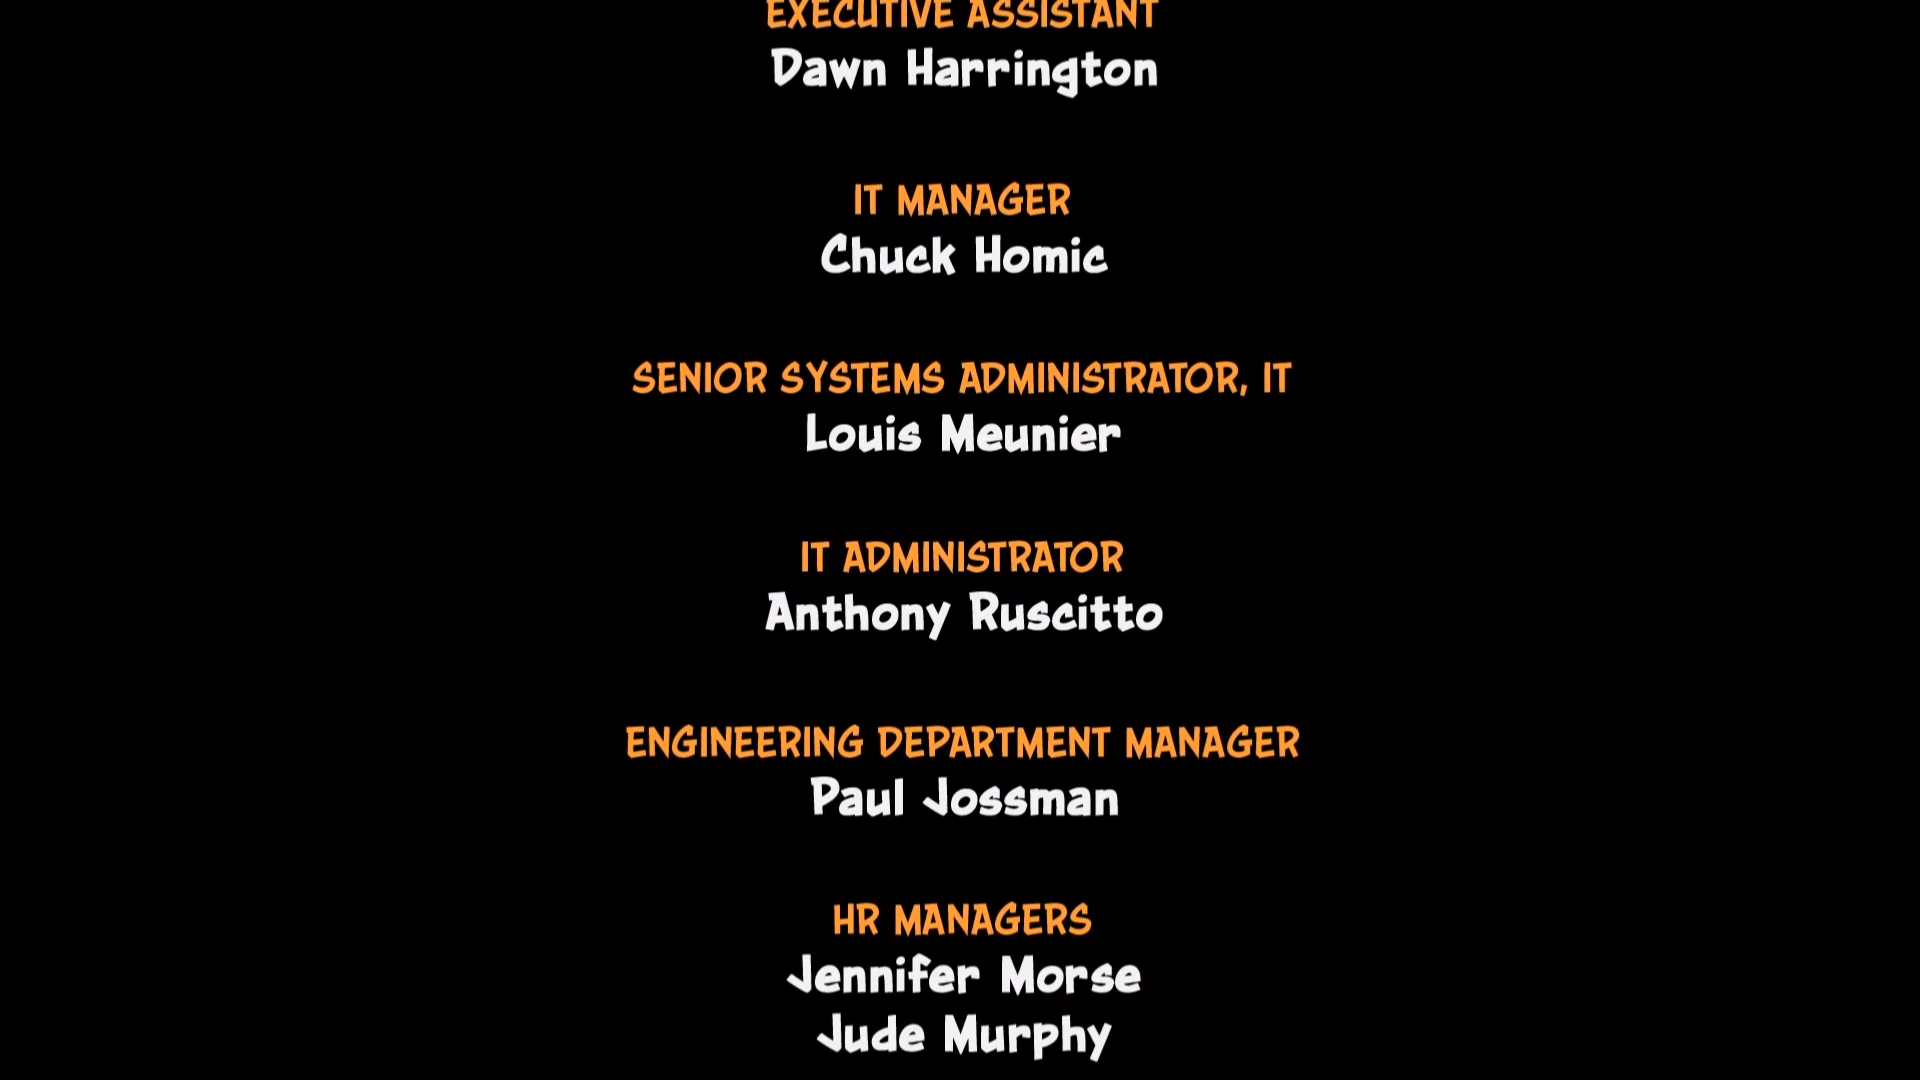 EXECUTIVE ASSISTANT
Dawn Harrington
IT MANAGER
Chuck Homic
SENIOR SYSTEMS ADMINISTRATOR, IT
Louis Meunier
IT ADMINISTRATOR
Anthony Ruscitto
ENGINEERING DEPARTMENT MANAGER
Paul Jossman
HR MANAGERS
Jennifer Morse
Jude Murphy